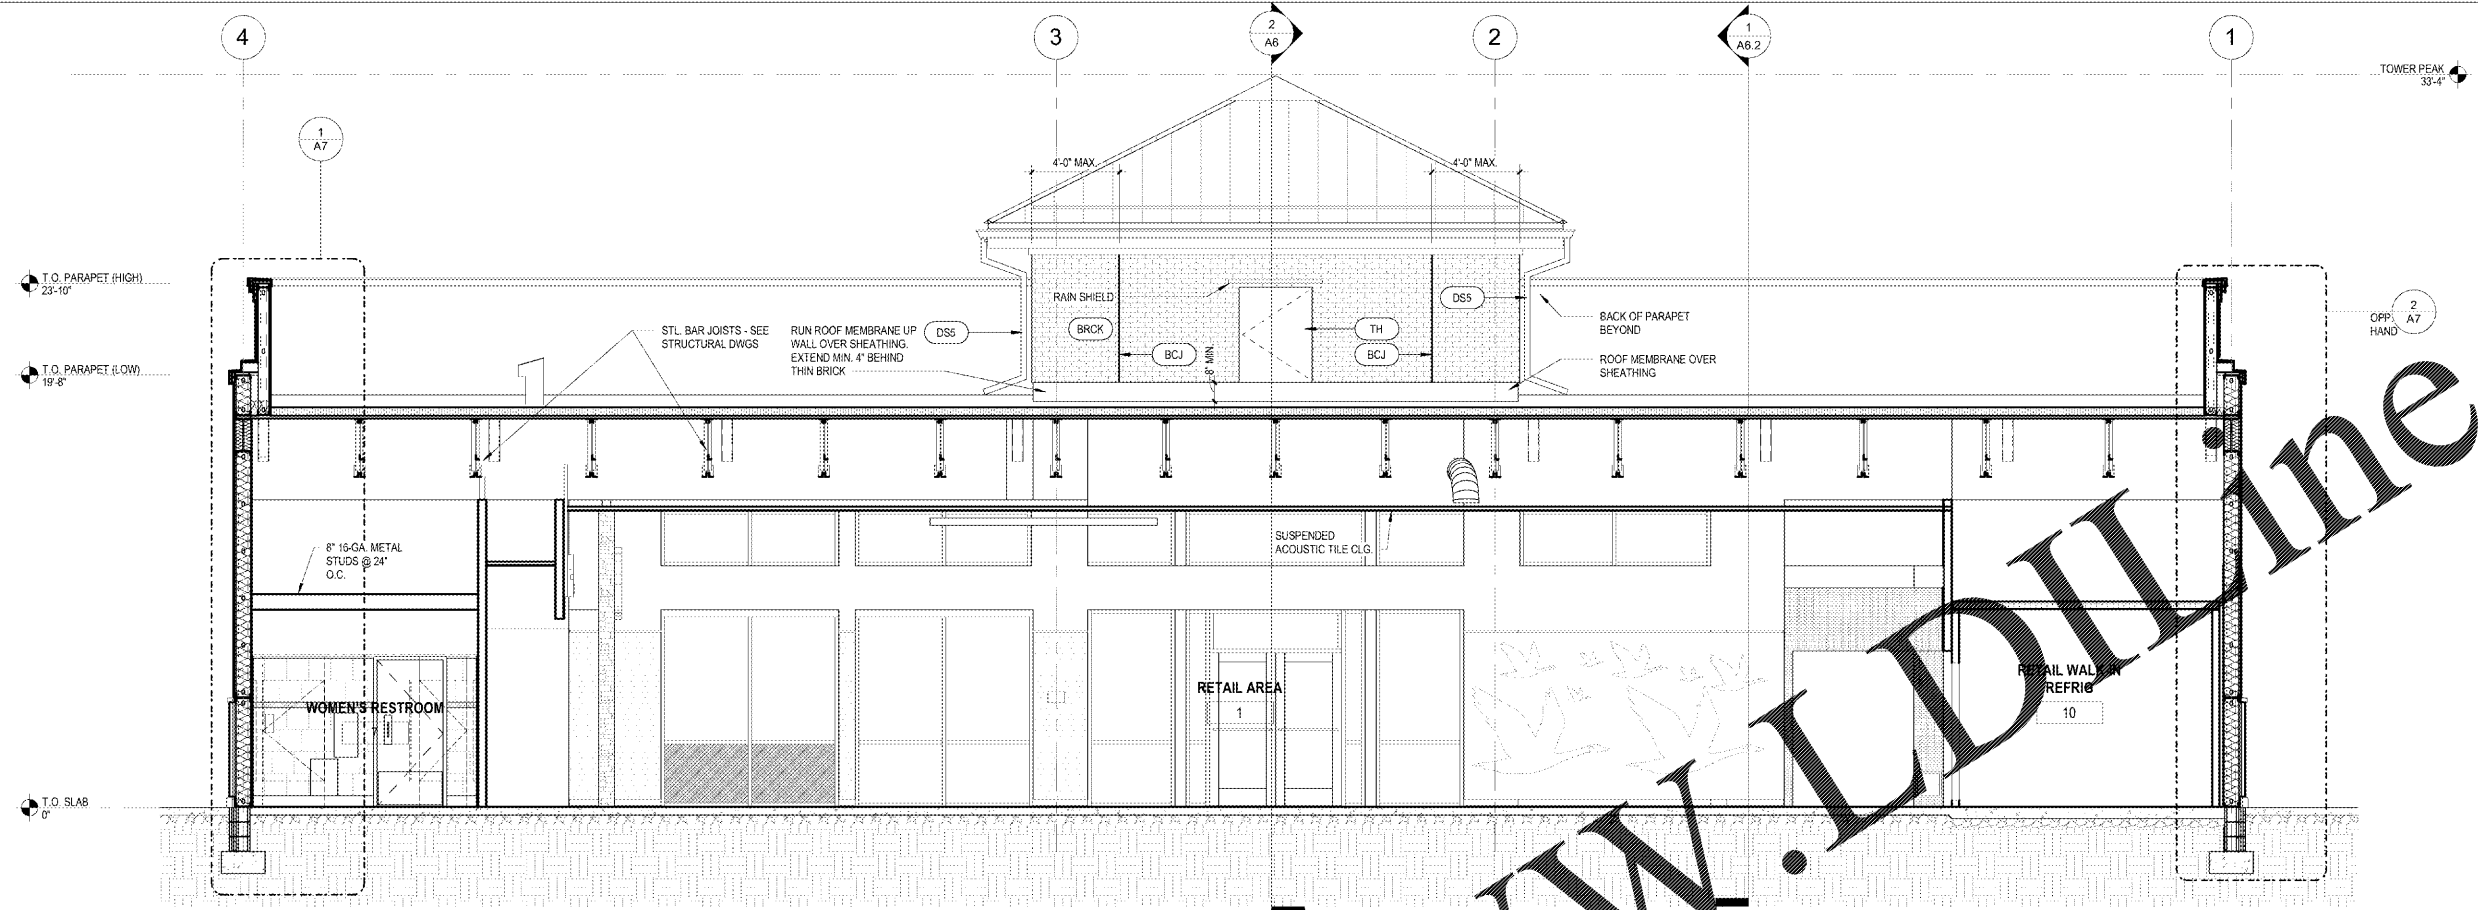 4
3
2
A6
2
1
A6.2
1
TOWER PEAK
33'-4"
1
A7
4'-0" MAX.
4'-0" MAX.
T.O. PARAPET (HIGH)
23'-10"
RAIN SHIELD
DS5
BACK OF PARAPET
BEYOND
2
A7
OPP.
HAND
STL. BAR JOISTS - SEE
STRUCTURAL DWGS
RUN ROOF MEMBRANE UP
WALL OVER SHEATHING.
EXTEND MIN. 4" BEHIND
THIN BRICK
DS5
BRCK
TH
BCJ
BCJ
8" MIN.
ROOF MEMBRANE OVER
SHEATHING
T.O. PARAPET (LOW)
19'-8"
SUSPENDED
ACOUSTIC TILE CLG.
8" 16-GA. METAL
STUDS @ 24"
O.C.
RETAIL AREA
1
RETAIL WALK-IN
REFRIG
10
WOMEN'S RESTROOM
7
T.O. SLAB
0"
W.LDILine